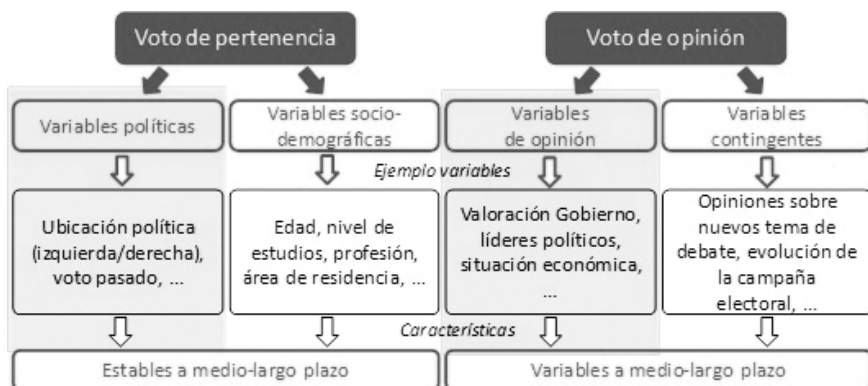 Voto de pertenencia
Voto de opinión
Variables políticas
Variables socio-
demográficas
Variables
de opinión
Variables
contingentes
Ejemplo variables
Ubicación política
(izquierda/derecha),
voto pasado, ...
Edad, nivel de
estudios, profesión,
área de residencia, ...
Valoración Gobierno,
líderes políticos,
situación económica,
...
Opiniones sobre
nuevos tema de
debate, evolución de
la campaña
electoral, ...
Características
Estables a medio-largo plazo
Variables a medio-largo plazo